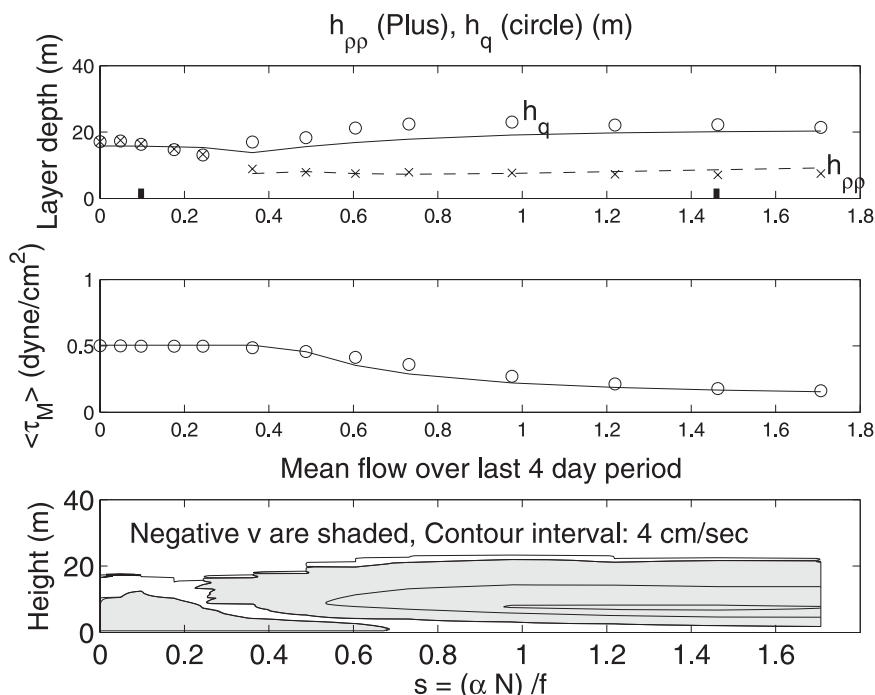 h_ρρ (Plus), h_q (circle) (m)
Layer depth (m)
40
20
0
h_q
h_ρρ
0 0.2 0.4 0.6 0.8 1 1.2 1.4 1.6 1.8
<τ_M> (dyne/cm²)
1
0.5
0
0 0.2 0.4 0.6 0.8 1 1.2 1.4 1.6 1.8
Mean flow over last 4 day period
Height (m)
40
20
0
Negative v are shaded, Contour interval: 4 cm/sec
0 0.2 0.4 0.6 0.8 1 1.2 1.4 1.6 1.8
s = (α N) /f